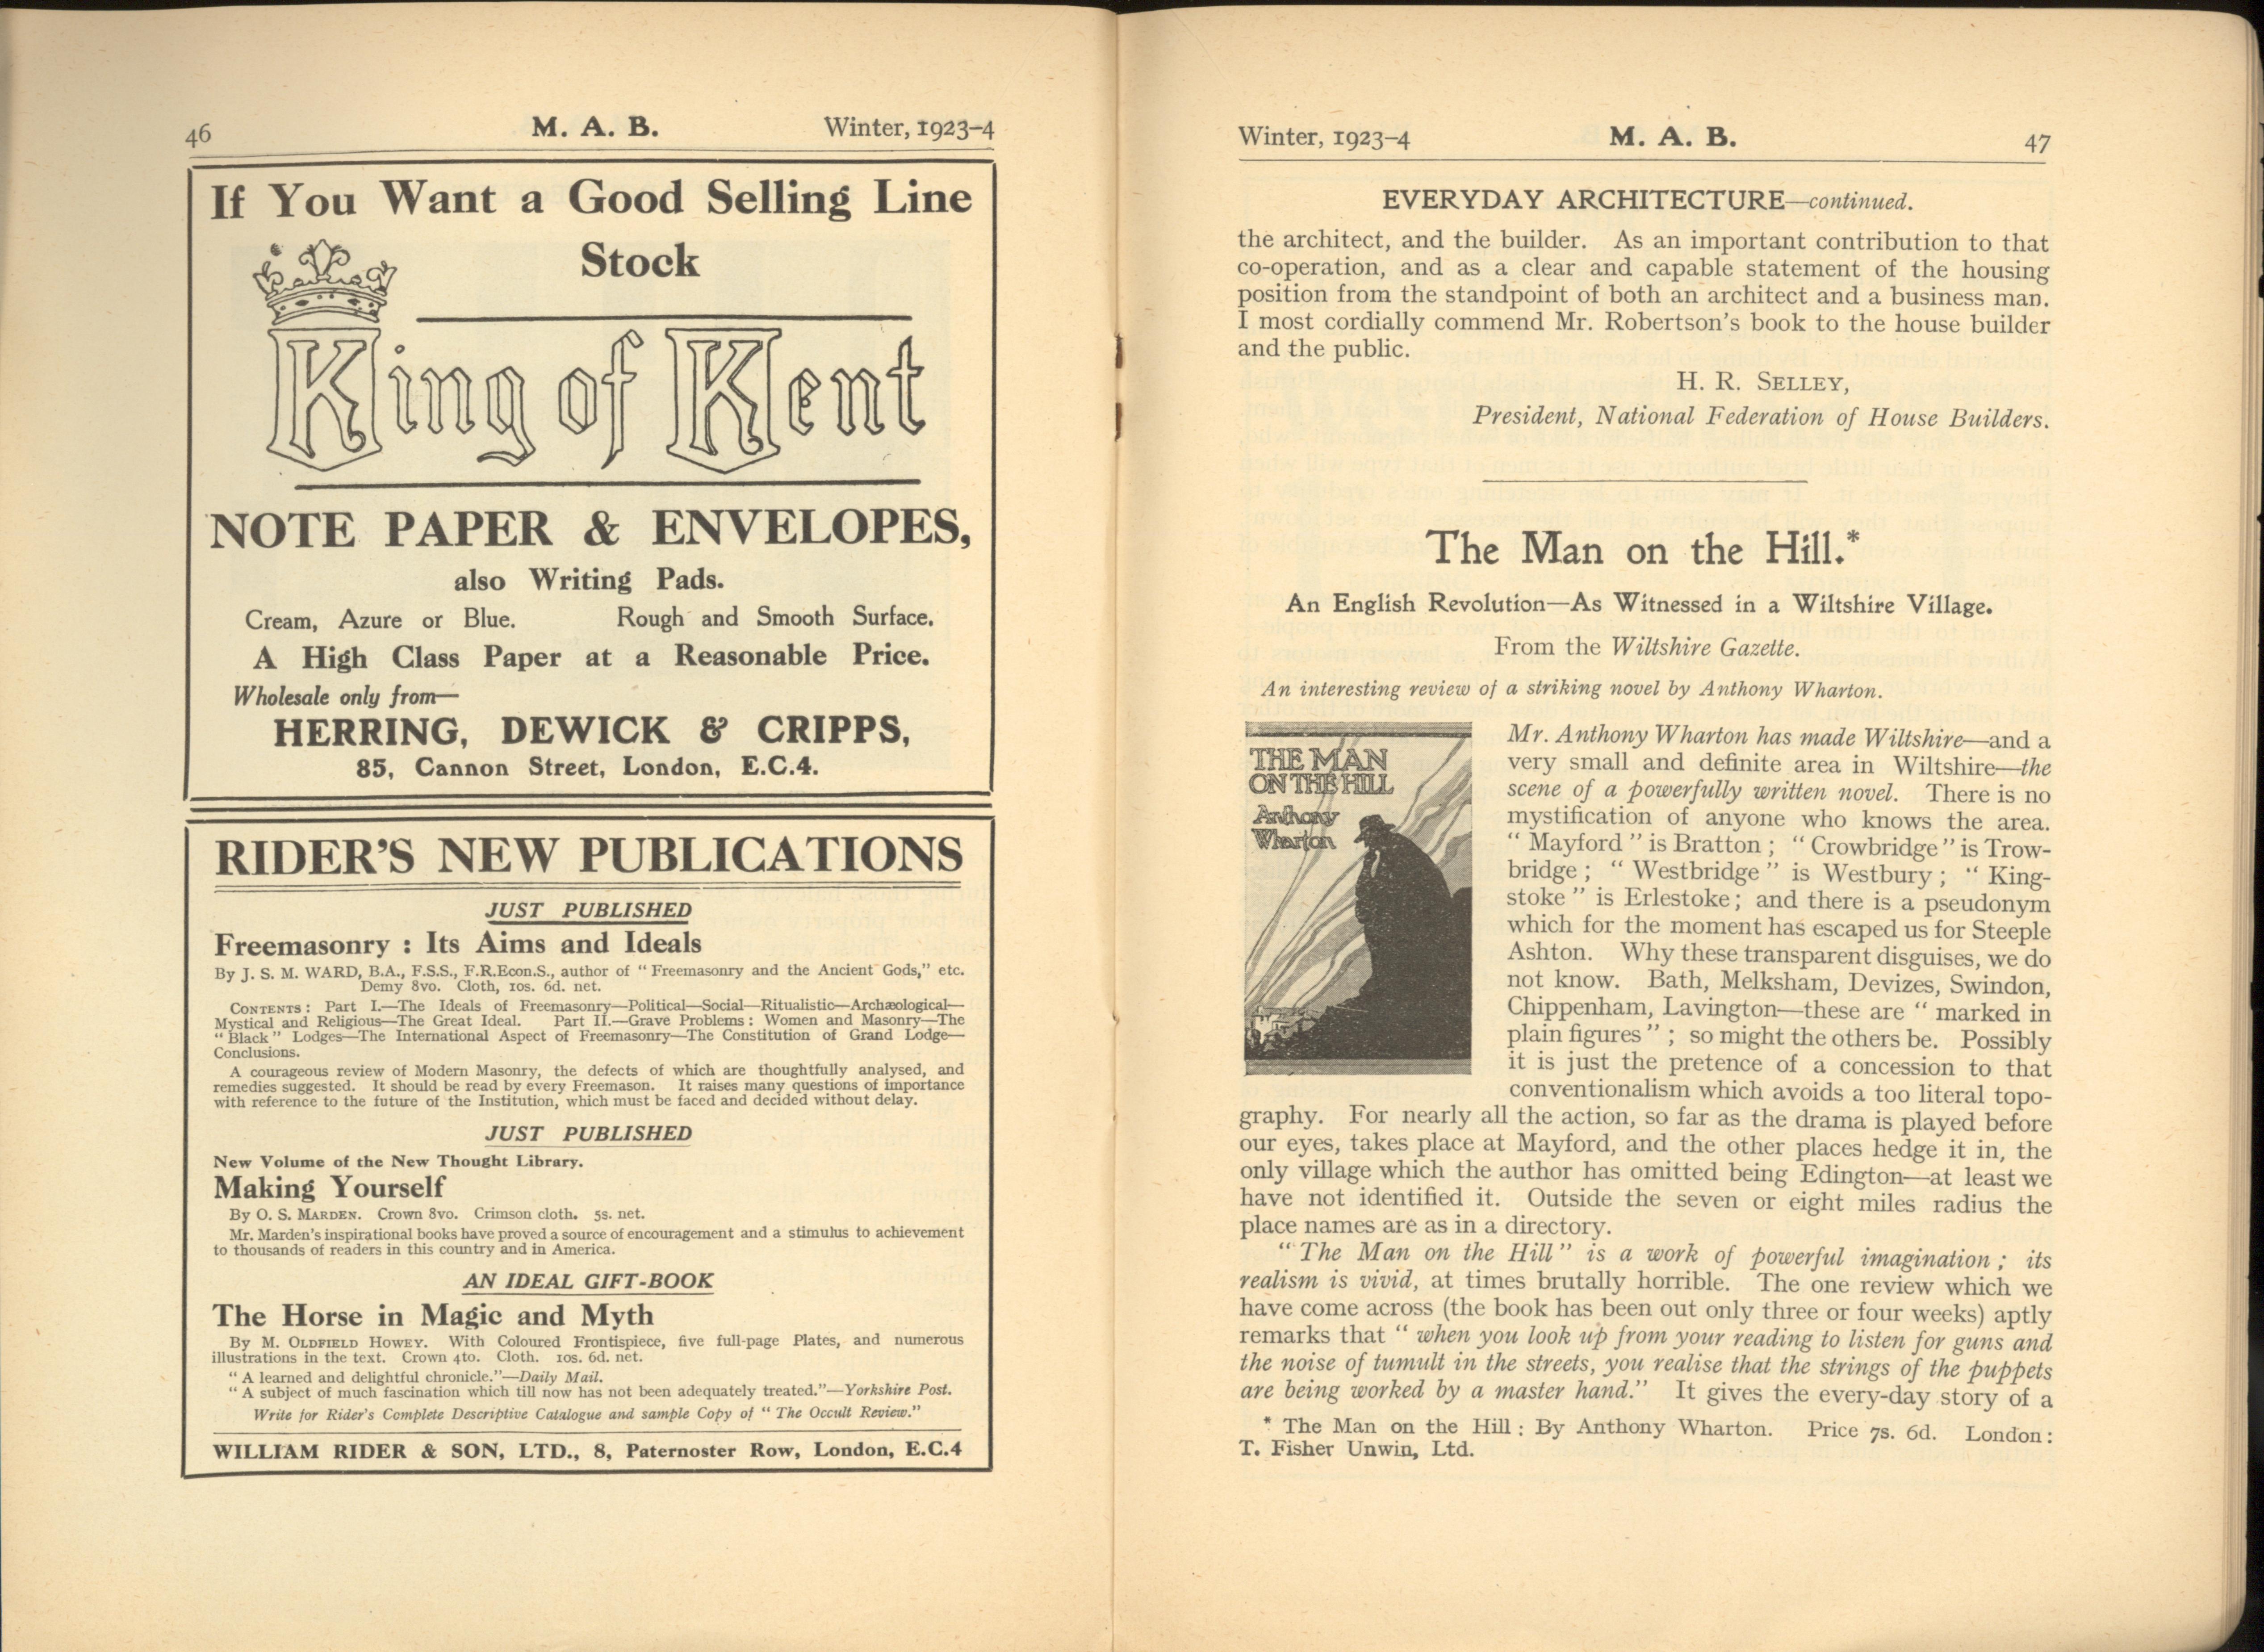 46 M. A. B. Winter, 1923-4
If You Want a Good Selling Line
Stock
King of Kent
NOTE PAPER & ENVELOPES,
also Writing Pads.
Cream, Azure or Blue. Rough and Smooth Surface.
A High Class Paper at a Reasonable Price.
Wholesale only from—
HERRING, DEWICK & CRIPPS,
85, Cannon Street, London, E.C.4.
RIDER'S NEW PUBLICATIONS
JUST PUBLISHED
Freemasonry : Its Aims and Ideals
By J. S. M. WARD, B.A., F.S.S., F.R.Econ.S., author of " Freemasonry and the Ancient Gods," etc.
Demy 8vo. Cloth, 10s. 6d. net.
CONTENTS : Part I.—The Ideals of Freemasonry—Political—Social—Ritualistic—Archæological—
Mystical and Religious—The Great Ideal. Part II.—Grave Problems : Women and Masonry—The
" Black " Lodges—The International Aspect of Freemasonry—The Constitution of Grand Lodge—
Conclusions.
A courageous review of Modern Masonry, the defects of which are thoughtfully analysed, and
remedies suggested. It should be read by every Freemason. It raises many questions of importance
with reference to the future of the Institution, which must be faced and decided without delay.
JUST PUBLISHED
New Volume of the New Thought Library.
Making Yourself
By O. S. MARDEN. Crown 8vo. Crimson cloth. 5s. net.
Mr. Marden's inspirational books have proved a source of encouragement and a stimulus to achievement
to thousands of readers in this country and in America.
AN IDEAL GIFT-BOOK
The Horse in Magic and Myth
By M. OLDFIELD HOWEY. With Coloured Frontispiece, five full-page Plates, and numerous
illustrations in the text. Crown 4to. Cloth. 10s. 6d. net.
" A learned and delightful chronicle."—Daily Mail.
" A subject of much fascination which till now has not been adequately treated."—Yorkshire Post.
Write for Rider's Complete Descriptive Catalogue and sample Copy of " The Occult Review."
WILLIAM RIDER & SON, LTD., 8, Paternoster Row, London, E.C.4
Winter, 1923-4 M. A. B. 47
EVERYDAY ARCHITECTURE—continued.
the architect, and the builder. As an important contribution to that
co-operation, and as a clear and capable statement of the housing
position from the standpoint of both an architect and a business man.
I most cordially commend Mr. Robertson's book to the house builder
and the public.
H. R. SELLEY,
President, National Federation of House Builders.
The Man on the Hill.*
An English Revolution—As Witnessed in a Wiltshire Village.
From the Wiltshire Gazette.
An interesting review of a striking novel by Anthony Wharton.
THE MAN
ON THE HILL
Anthony
Wharton
Mr. Anthony Wharton has made Wiltshire—and a
very small and definite area in Wiltshire—the
scene of a powerfully written novel. There is no
mystification of anyone who knows the area.
" Mayford " is Bratton ; " Crowbridge " is Trow-
bridge ; " Westbridge " is Westbury ; " King-
stoke " is Erlestoke ; and there is a pseudonym
which for the moment has escaped us for Steeple
Ashton. Why these transparent disguises, we do
not know. Bath, Melksham, Devizes, Swindon,
Chippenham, Lavington—these are " marked in
plain figures " ; so might the others be. Possibly
it is just the pretence of a concession to that
conventionalism which avoids a too literal topo-
graphy. For nearly all the action, so far as the drama is played before
our eyes, takes place at Mayford, and the other places hedge it in, the
only village which the author has omitted being Edington—at least we
have not identified it. Outside the seven or eight miles radius the
place names are as in a directory.
" The Man on the Hill " is a work of powerful imagination ; its
realism is vivid, at times brutally horrible. The one review which we
have come across (the book has been out only three or four weeks) aptly
remarks that " when you look up from your reading to listen for guns and
the noise of tumult in the streets, you realise that the strings of the puppets
are being worked by a master hand." It gives the every-day story of a
* The Man on the Hill : By Anthony Wharton. Price 7s. 6d. London :
T. Fisher Unwin, Ltd.